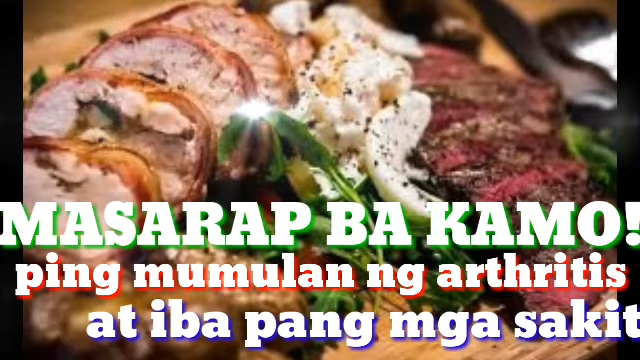 MASARAP BA KAMO!
ping mumulan ng arthritis
at iba pang mga sakit